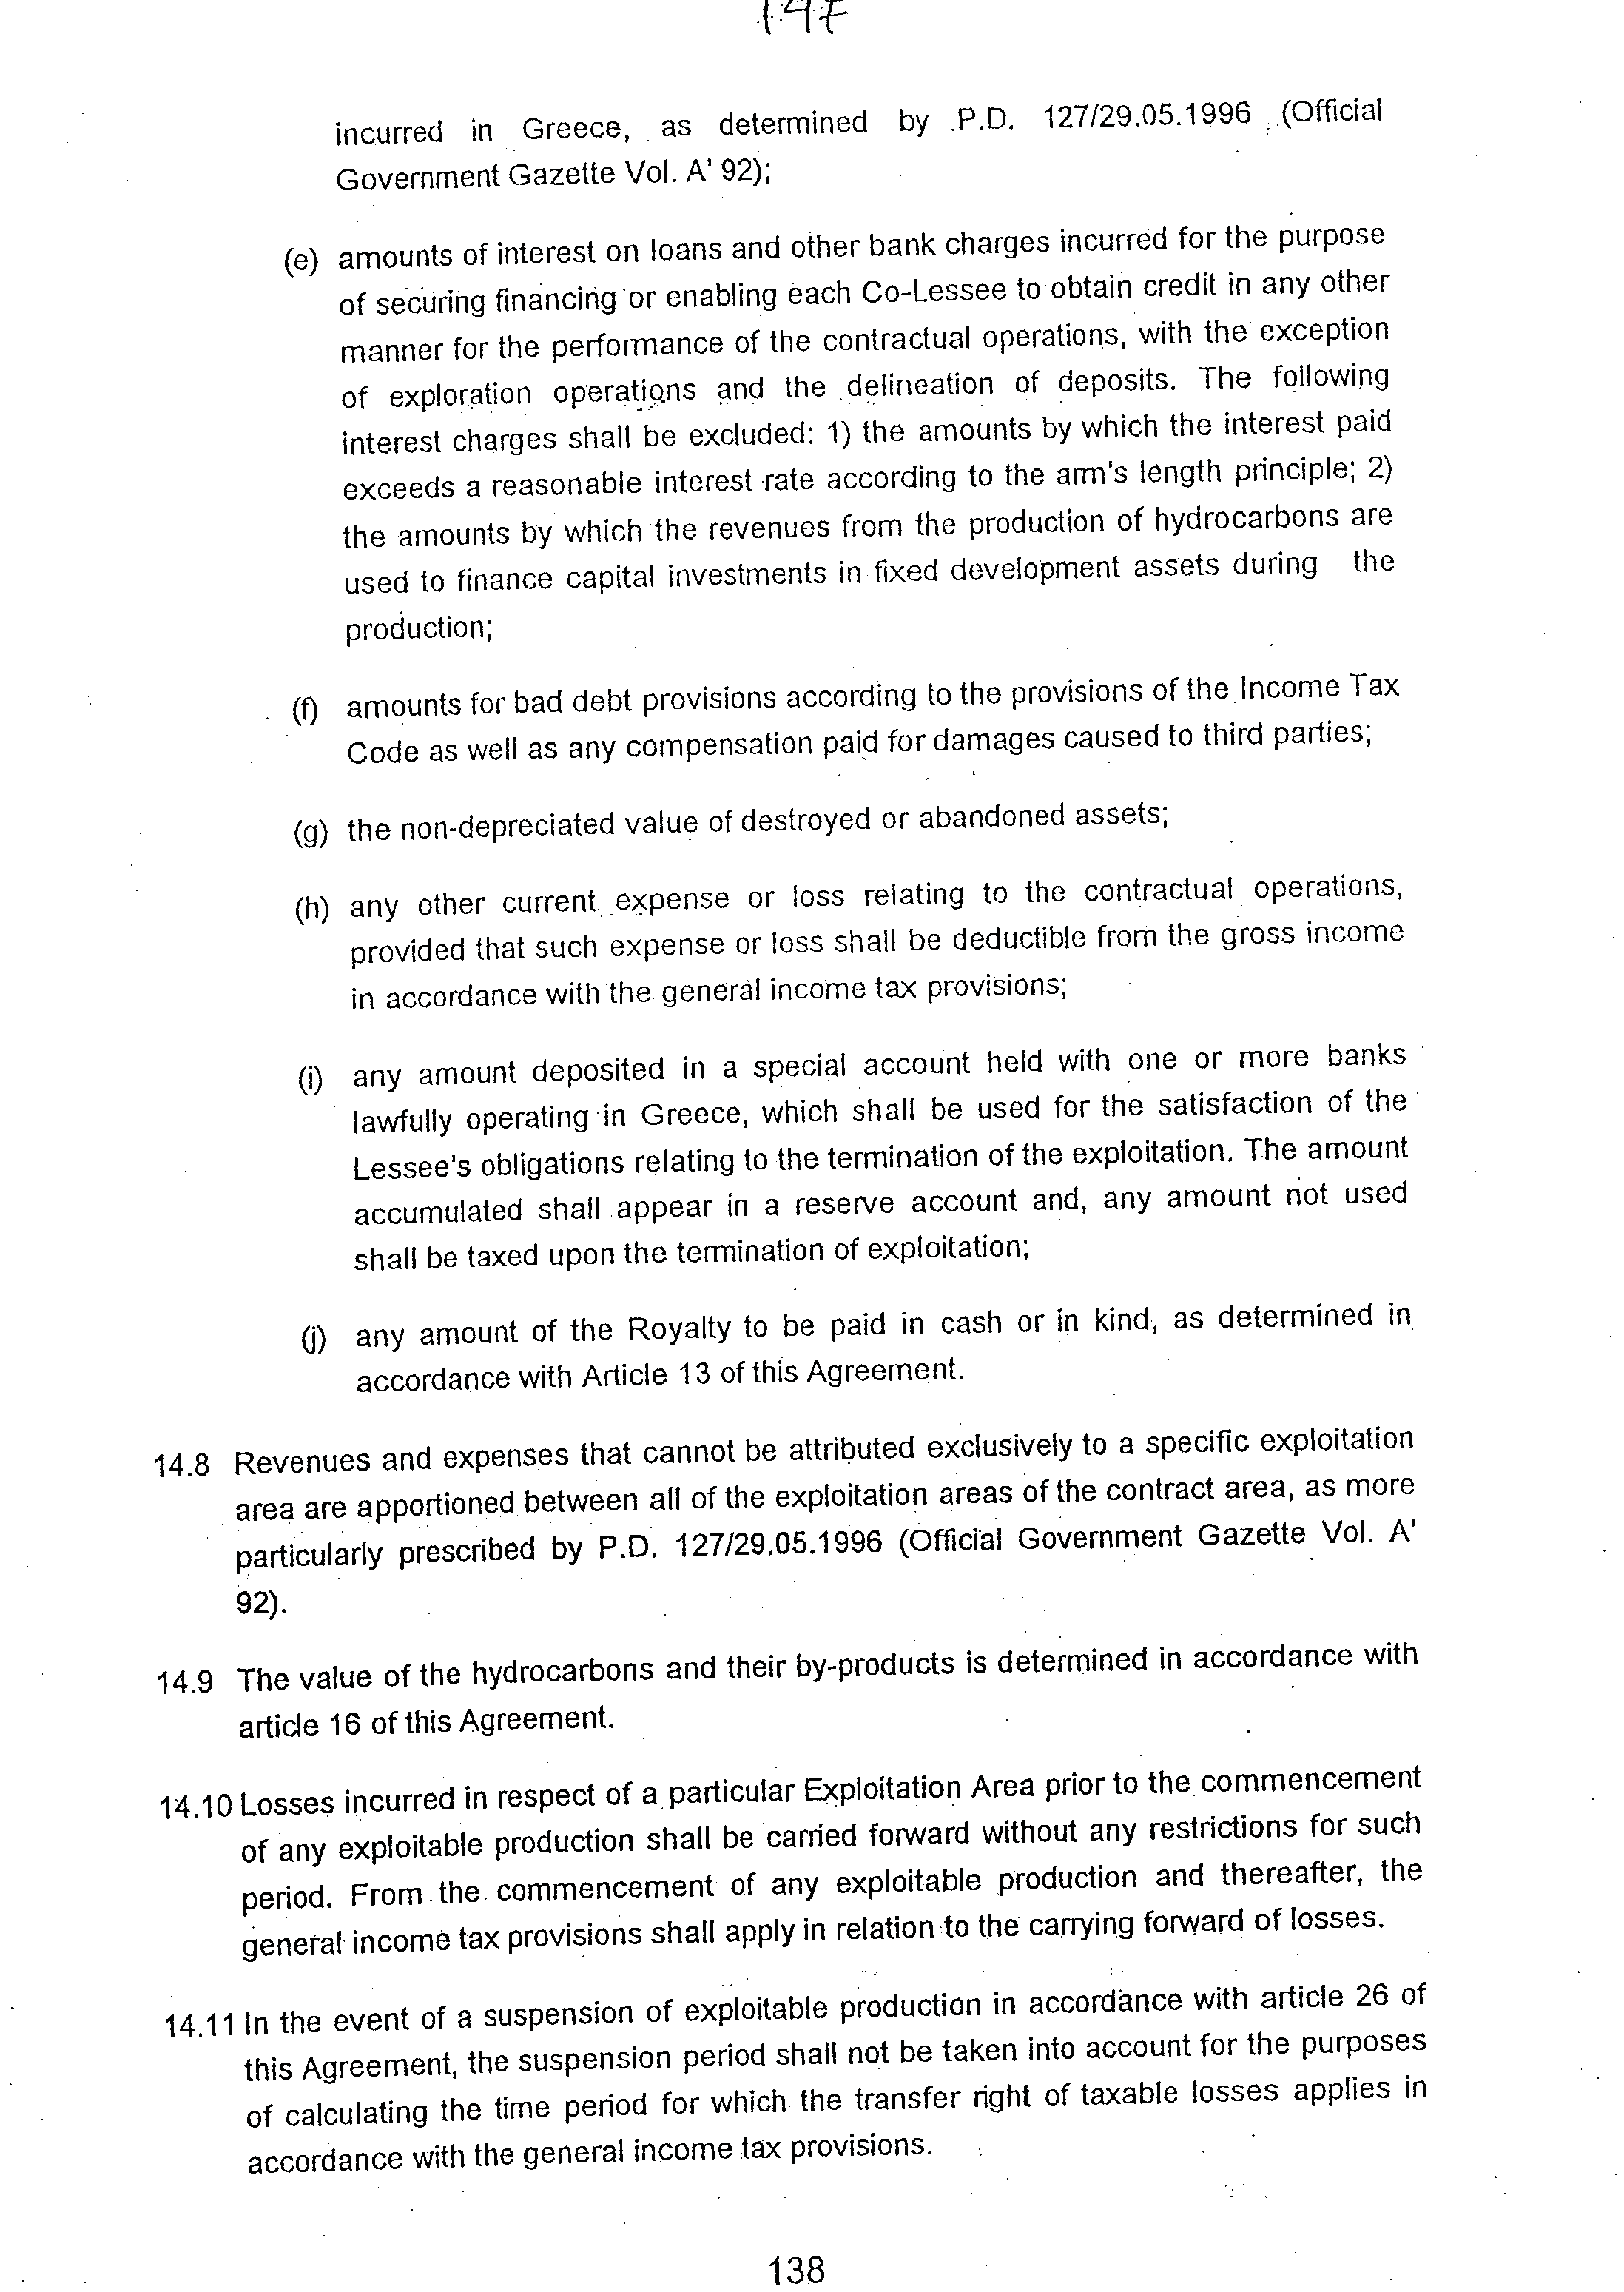 147
incurred in Greece, as determined by P.D. 127/29.05.1996 (Official
Government Gazette Vol. A' 92);
(e) amounts of interest on loans and other bank charges incurred for the purpose
of securing financing or enabling each Co-Lessee to obtain credit in any other
manner for the performance of the contractual operations, with the exception
of exploration operations and the delineation of deposits. The following
interest charges shall be excluded: 1) the amounts by which the interest paid
exceeds a reasonable interest rate according to the arm's length principle; 2)
the amounts by which the revenues from the production of hydrocarbons are
used to finance capital investments in fixed development assets during the
production;
(f) amounts for bad debt provisions according to the provisions of the Income Tax
Code as well as any compensation paid for damages caused to third parties;
(g) the non-depreciated value of destroyed or abandoned assets;
(h) any other current expense or loss relating to the contractual operations,
provided that such expense or loss shall be deductible from the gross income
in accordance with the general income tax provisions;
(i) any amount deposited in a special account held with one or more banks
lawfully operating in Greece, which shall be used for the satisfaction of the
Lessee's obligations relating to the termination of the exploitation. The amount
accumulated shall appear in a reserve account and, any amount not used
shall be taxed upon the termination of exploitation;
(j) any amount of the Royalty to be paid in cash or in kind, as determined in
accordance with Article 13 of this Agreement.
14.8 Revenues and expenses that cannot be attributed exclusively to a specific exploitation
area are apportioned between all of the exploitation areas of the contract area, as more
particularly prescribed by P.D. 127/29.05.1996 (Official Government Gazette Vol. A'
92).
14.9 The value of the hydrocarbons and their by-products is determined in accordance with
article 16 of this Agreement.
14.10 Losses incurred in respect of a particular Exploitation Area prior to the commencement
of any exploitable production shall be carried forward without any restrictions for such
period. From the commencement of any exploitable production and thereafter, the
general income tax provisions shall apply in relation to the carrying forward of losses.
14.11 In the event of a suspension of exploitable production in accordance with article 26 of
this Agreement, the suspension period shall not be taken into account for the purposes
of calculating the time period for which the transfer right of taxable losses applies in
accordance with the general income tax provisions.
138